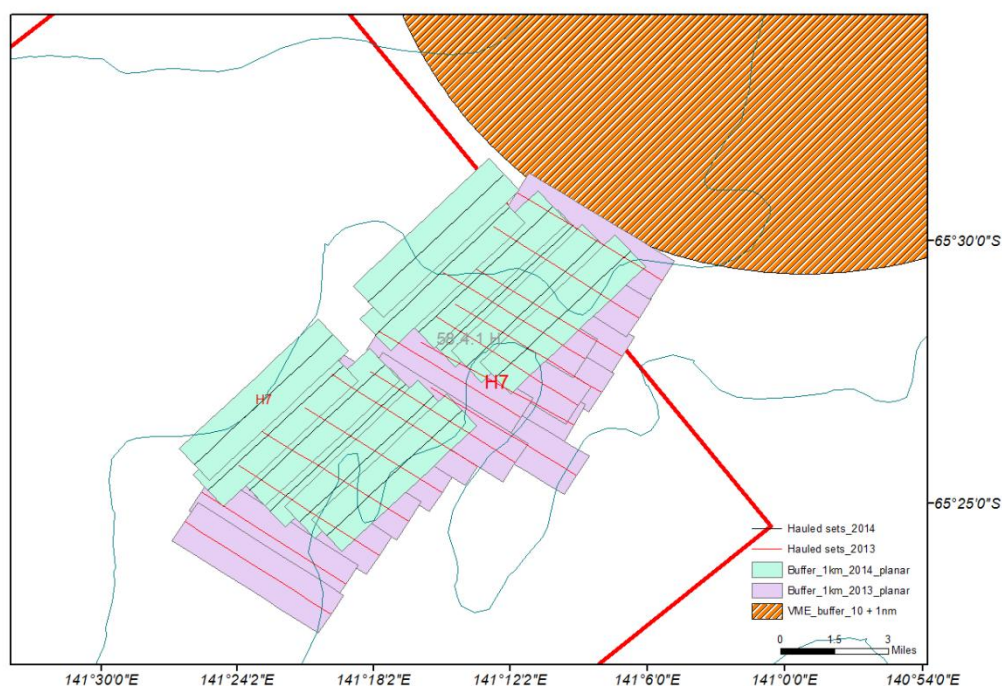 65°30'0"S
58.4.1 H
H7
H7
65°25'0"S
Hauled sets_2014
Hauled sets_2013
Buffer_1km_2014_planar
Buffer_1km_2013_planar
VME_buffer_10 + 1nm
0 1.5 3
Miles
141°30'0"E 141°24'2"E 141°18'2"E 141°12'2"E 141°6'0"E 141°0'0"E 140°54'0"E